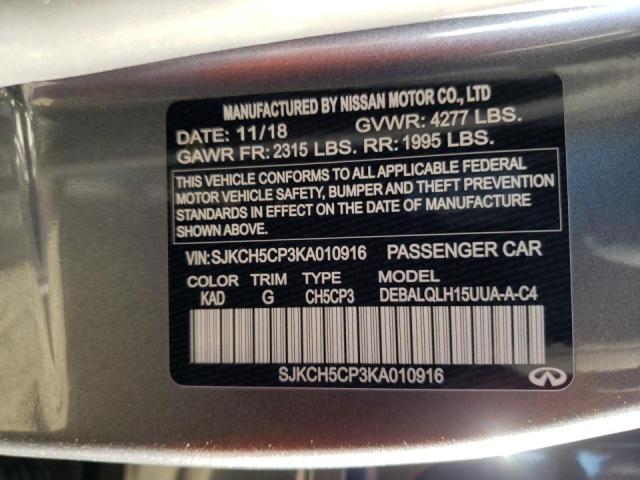 MANUFACTURED BY NISSAN MOTOR CO., LTD
DATE: 11/18 GVWR: 4277 LBS.
GAWR FR: 2315 LBS. RR: 1995 LBS.
THIS VEHICLE CONFORMS TO ALL APPLICABLE FEDERAL
MOTOR VEHICLE SAFETY, BUMPER AND THEFT PREVENTION
STANDARDS IN EFFECT ON THE DATE OF MANUFACTURE
SHOWN ABOVE.
VIN:SJKCH5CP3KA010916 PASSENGER CAR
COLOR TRIM TYPE MODEL
KAD G CH5CP3 DEBALQLH15UUA-A-C4
SJKCH5CP3KA010916